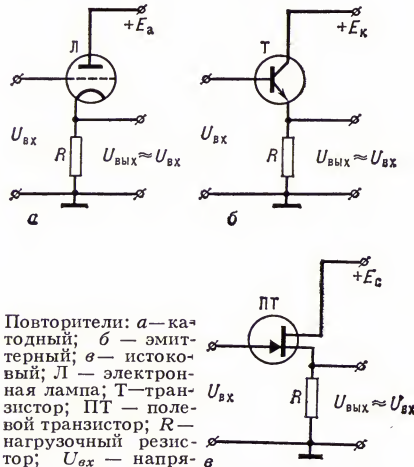 +Eа +Eк
Л Т
Uвх R Uвых≈Uвх Uвх R Uвых≈Uвх
а б
+Eс
ПТ
Uвх R Uвых≈Uвх
в
Повторители: а—ка-
тодный; б — эмит-
терный; в— истоко-
вый; Л — электрон-
ная лампа; Т—тран-
зистор; ПТ — поле-
вой транзистор; R—
нагрузочный резис-
тор; Uвх — напря-